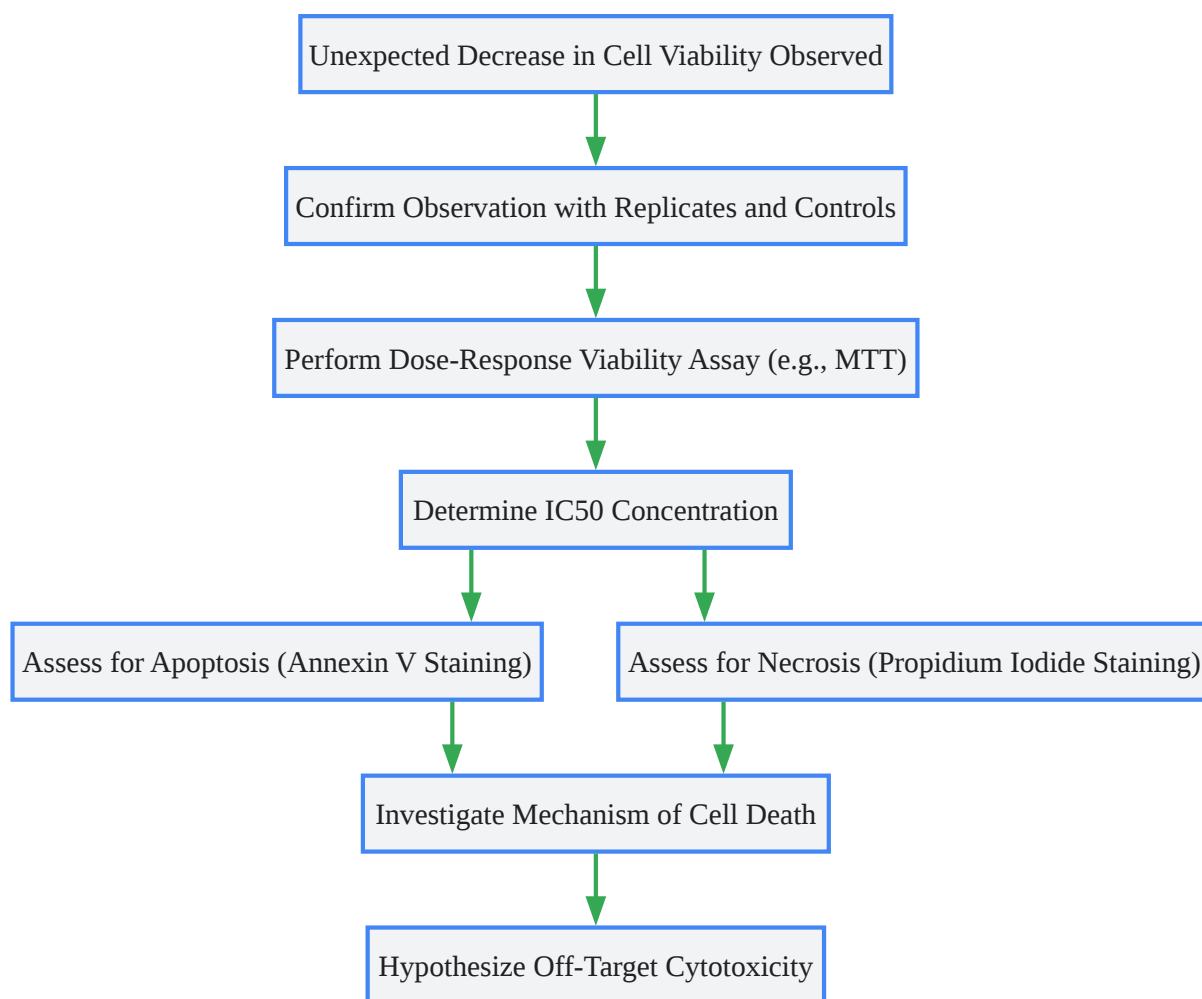 Unexpected Decrease in Cell Viability Observed
Confirm Observation with Replicates and Controls
Perform Dose-Response Viability Assay (e.g., MTT)
Determine IC50 Concentration
Assess for Apoptosis (Annexin V Staining)
Assess for Necrosis (Propidium Iodide Staining)
Investigate Mechanism of Cell Death
Hypothesize Off-Target Cytotoxicity